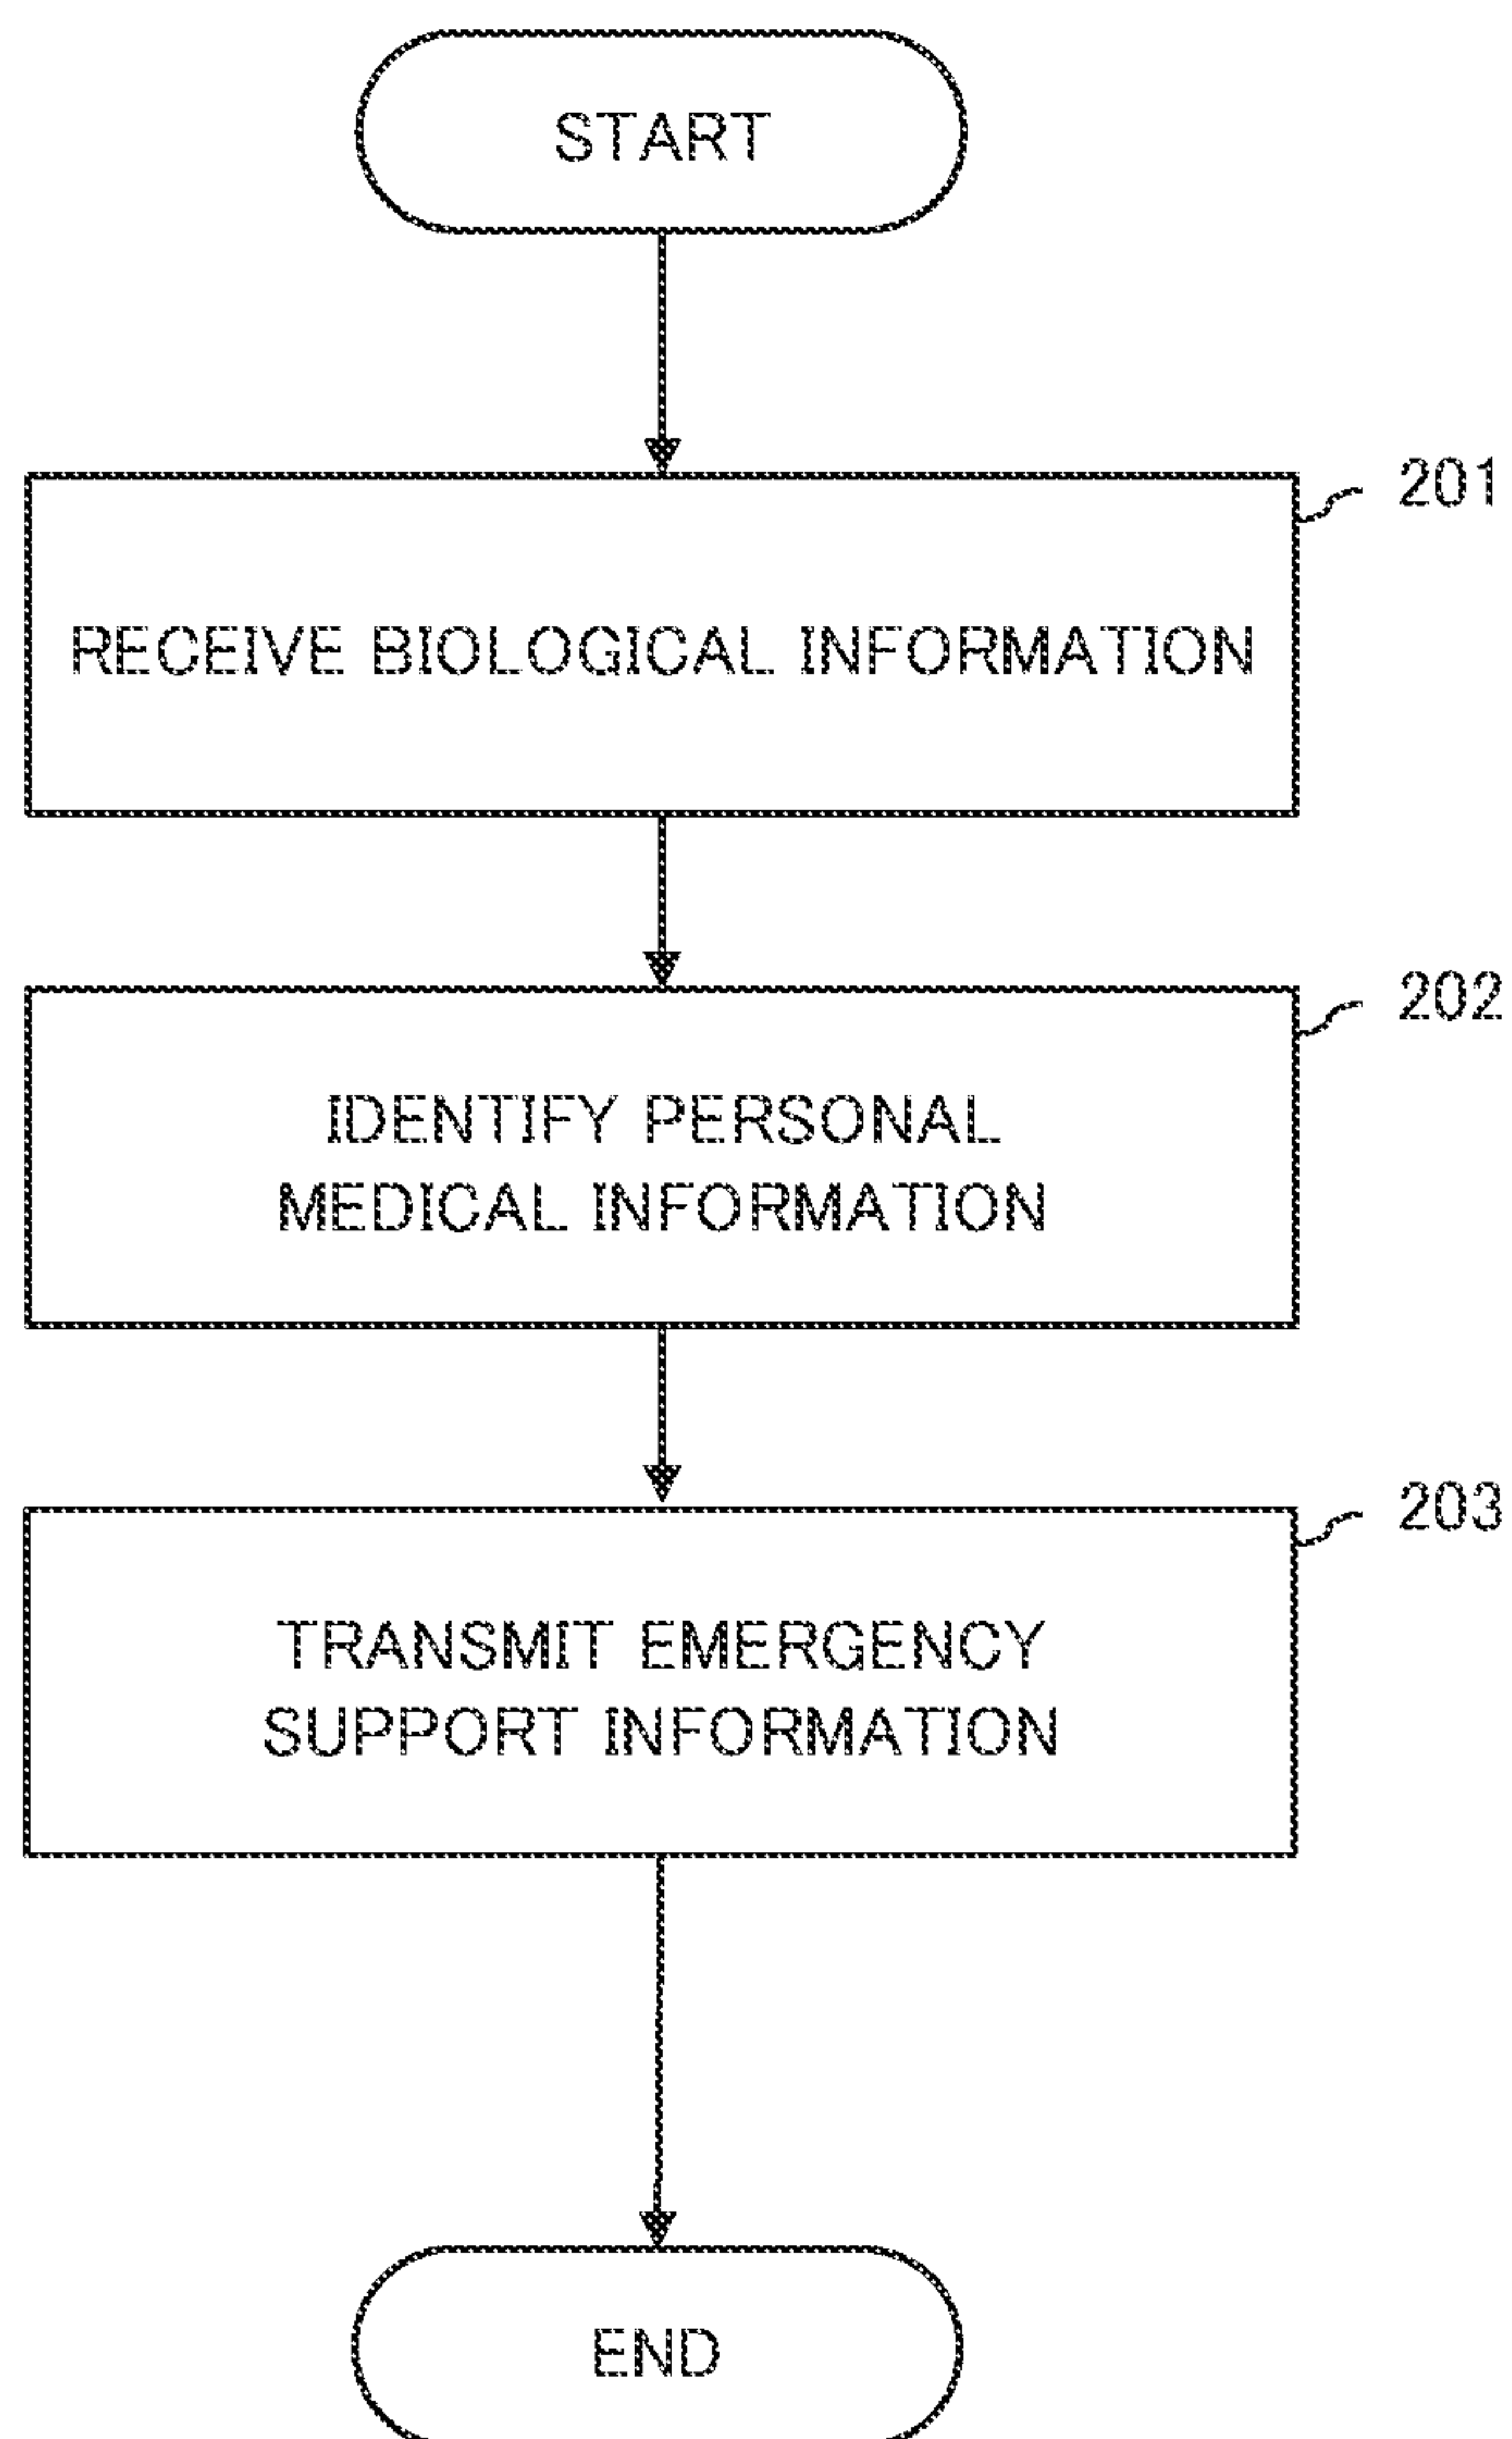 START
201
RECEIVE BIOLOGICAL INFORMATION
202
IDENTIFY PERSONAL
MEDICAL INFORMATION
203
TRANSMIT EMERGENCY
SUPPORT INFORMATION
END